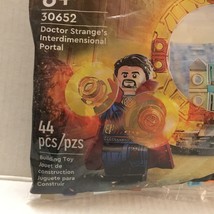 6+
30652
Doctor Strange's
Interdimensional
Portal
44
pcs/pzs
Building Toy
Jouet de
construction
Juguete para
Construir